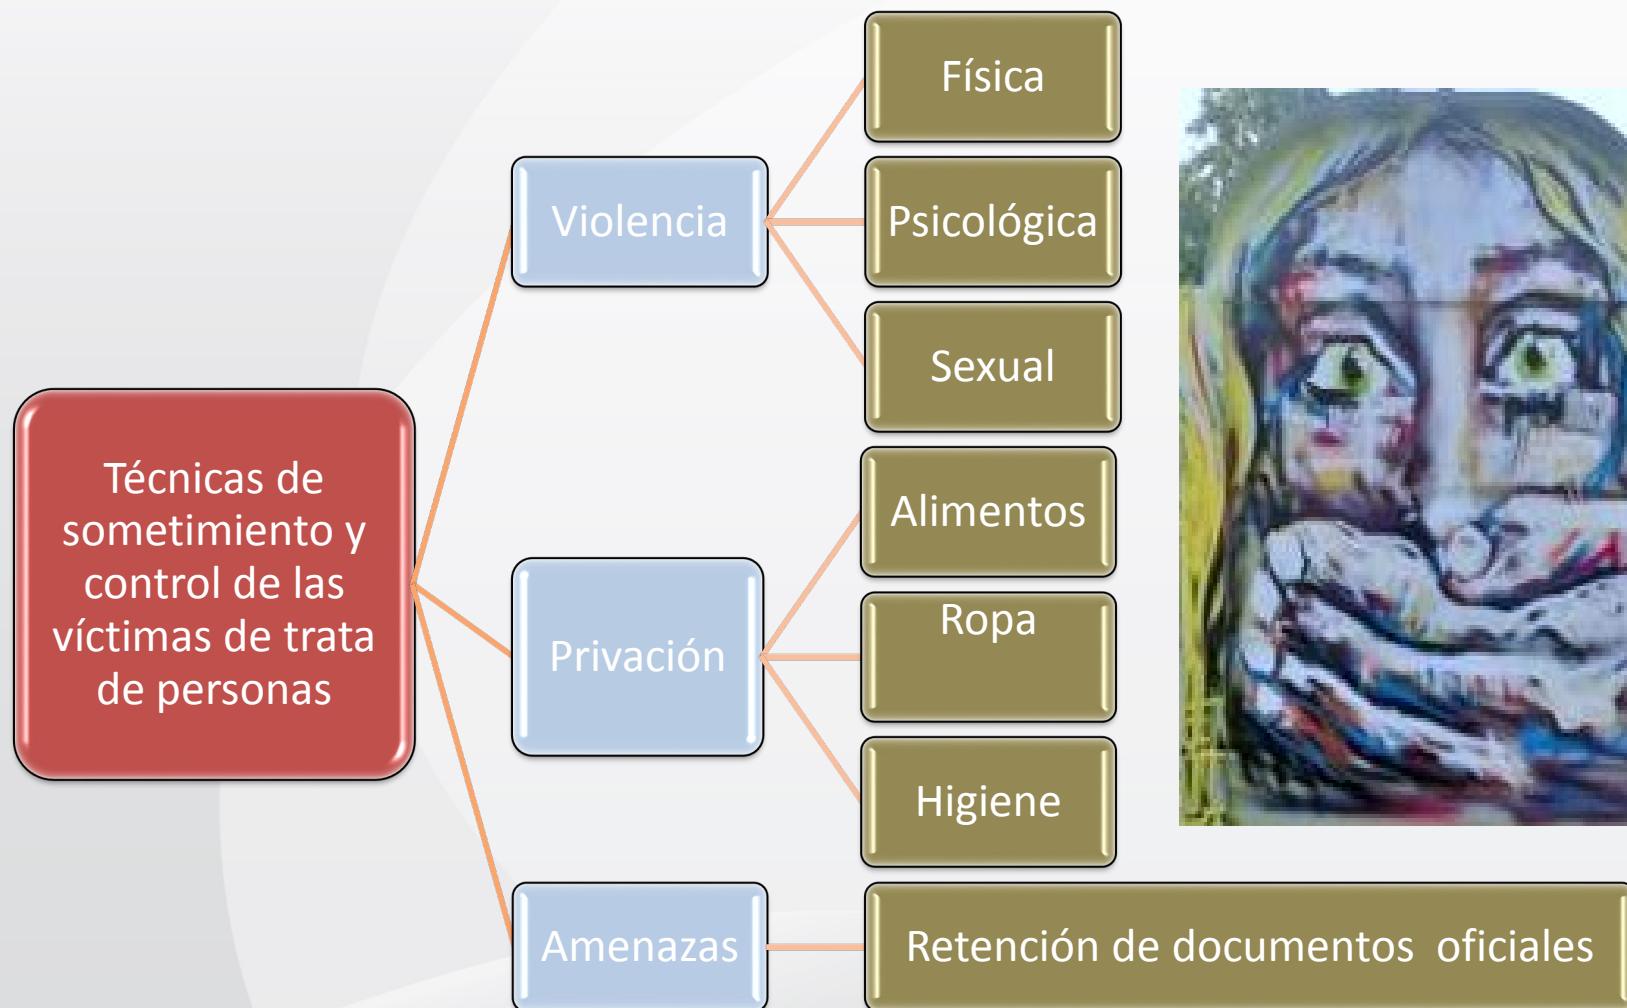 Técnicas de
sometimiento y
control de las
víctimas de trata
de personas
Violencia
Física
Psicológica
Sexual
Privación
Alimentos
Ropa
Higiene
Amenazas
Retención de documentos  oficiales